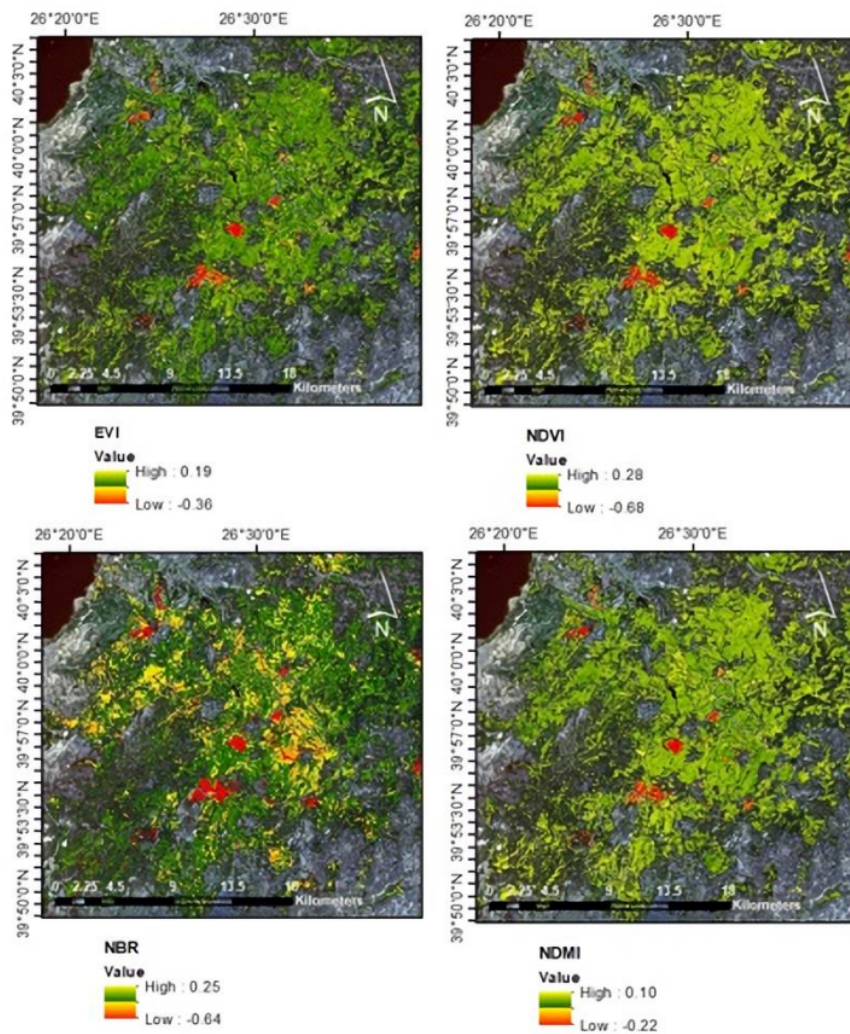 26°20'0"E 26°30'0"E
40°3'0"N
40°0'0"N
39°57'0"N
39°53'30"N
39°50'0"N
N
0 2.25 4.5 9 13.5 18
Kilometers
EVI
Value
High : 0.19
Low : -0.36
26°20'0"E 26°30'0"E
40°3'0"N
40°0'0"N
39°57'0"N
39°53'30"N
39°50'0"N
N
0 2.25 4.5 9 13.5 18
Kilometers
NDVI
Value
High : 0.28
Low : -0.68
26°20'0"E 26°30'0"E
40°3'0"N
40°0'0"N
39°57'0"N
39°53'30"N
39°50'0"N
N
0 2.25 4.5 9 13.5 18
Kilometers
NBR
Value
High : 0.25
Low : -0.64
26°20'0"E 26°30'0"E
40°3'0"N
40°0'0"N
39°57'0"N
39°53'30"N
39°50'0"N
N
0 2.25 4.5 9 13.5 18
Kilometers
NDMI
Value
High : 0.10
Low : -0.22